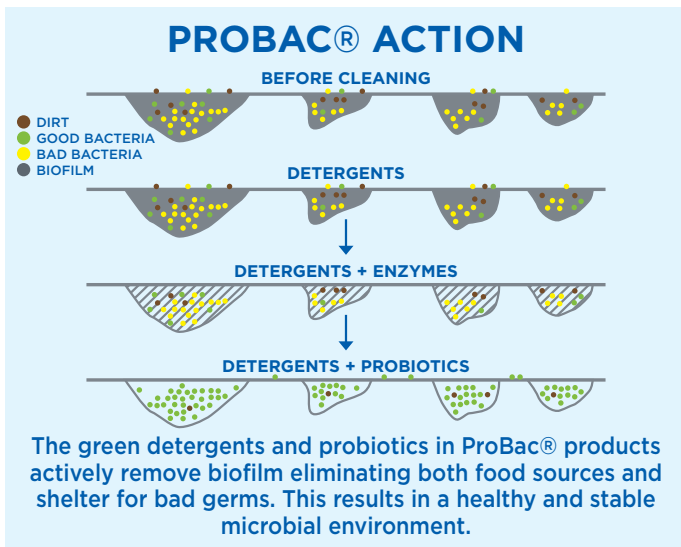 PROBAC® ACTION
BEFORE CLEANING
DIRT
GOOD BACTERIA
BAD BACTERIA
BIOFILM
DETERGENTS
DETERGENTS + ENZYMES
DETERGENTS + PROBIOTICS
The green detergents and probiotics in ProBac® products
actively remove biofilm eliminating both food sources and
shelter for bad germs. This results in a healthy and stable
microbial environment.